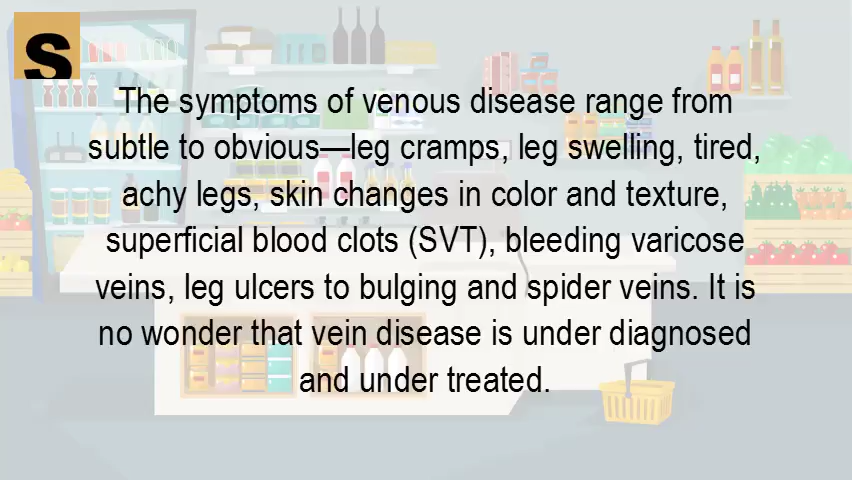 S
The symptoms of venous disease range from
subtle to obvious—leg cramps, leg swelling, tired,
achy legs, skin changes in color and texture,
superficial blood clots (SVT), bleeding varicose
veins, leg ulcers to bulging and spider veins. It is
no wonder that vein disease is under diagnosed
and under treated.